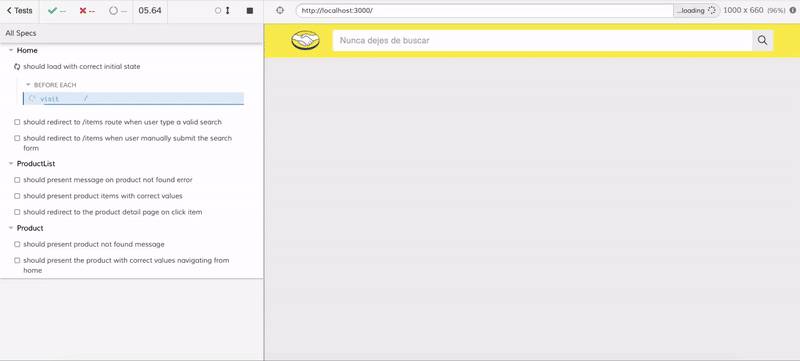 Tests
--
--
--
05.64
http://localhost:3000/
...loading
1000 x 660 (96%)
All Specs
Home
should load with correct initial state
BEFORE EACH
visit /
should redirect to /items route when user type a valid search
should redirect to /items when user manually submit the search
form
ProductList
should present message on product not found error
should present product items with correct values
should redirect to the product detail page on click item
Product
should present product not found message
should present the product with correct values navigating from
home
Nunca dejes de buscar